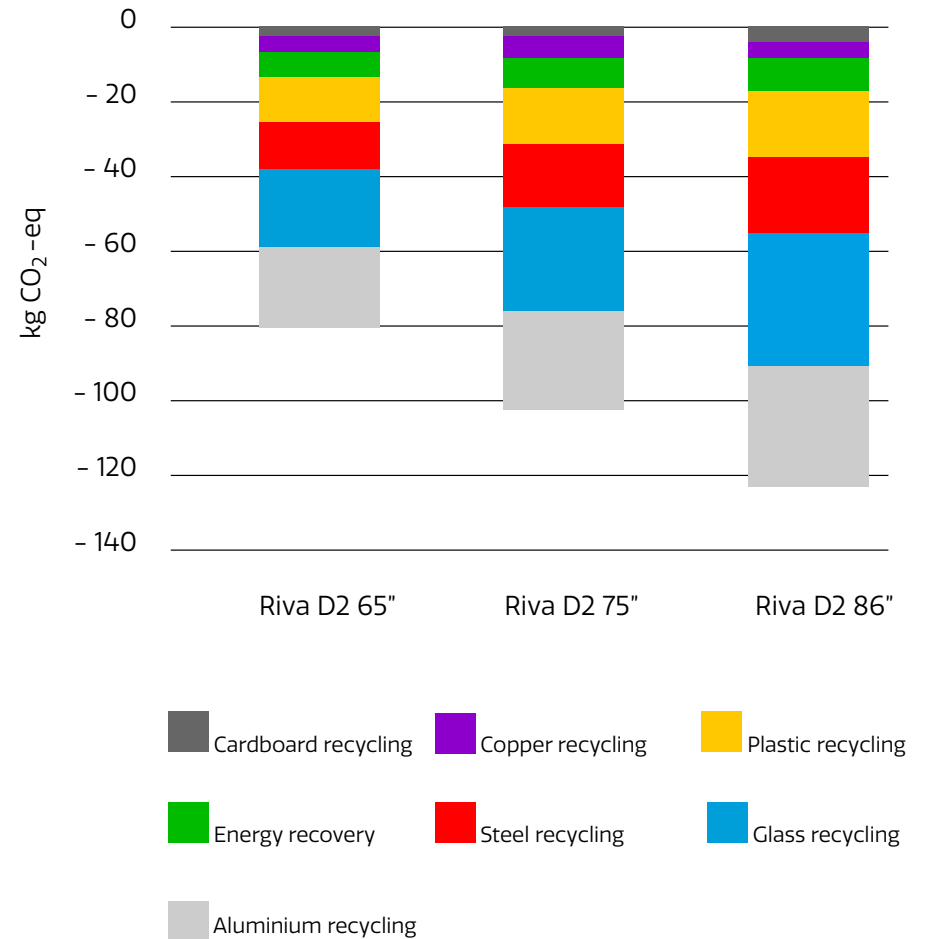 0
- 20
- 40
- 60
- 80
- 100
- 120
- 140
kg CO₂ -eq
Riva D2 65"
Riva D2 75"
Riva D2 86"
Cardboard recycling
Copper recycling
Plastic recycling
Energy recovery
Steel recycling
Glass recycling
Aluminium recycling